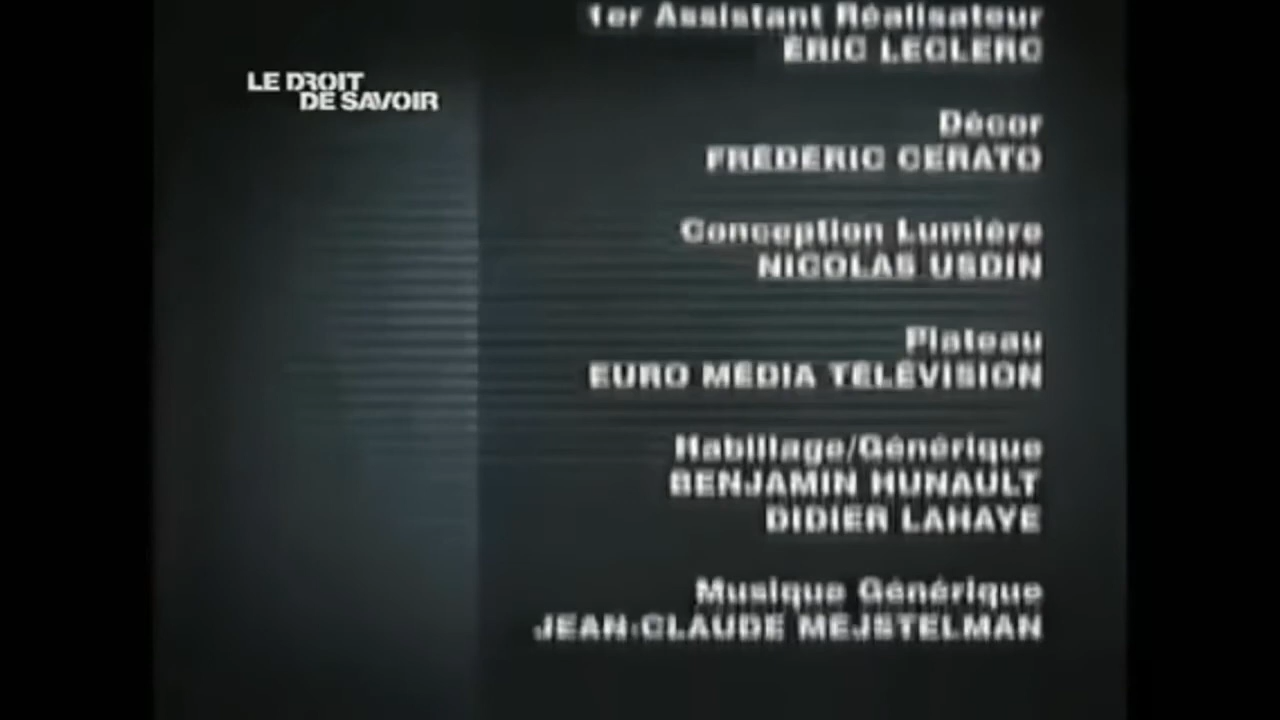 LE DROIT
DE SAVOIR
1er Assistant Réalisateur
ÉRIC LECLERC
Décor
FRÉDÉRIC CERATO
Conception Lumière
NICOLAS USDIN
Plateau
EURO MÉDIA TÉLÉVISION
Habillage/Générique
BENJAMIN HUNAULT
DIDIER LAHAYE
Musique Générique
JEAN-CLAUDE MEJSTELMAN